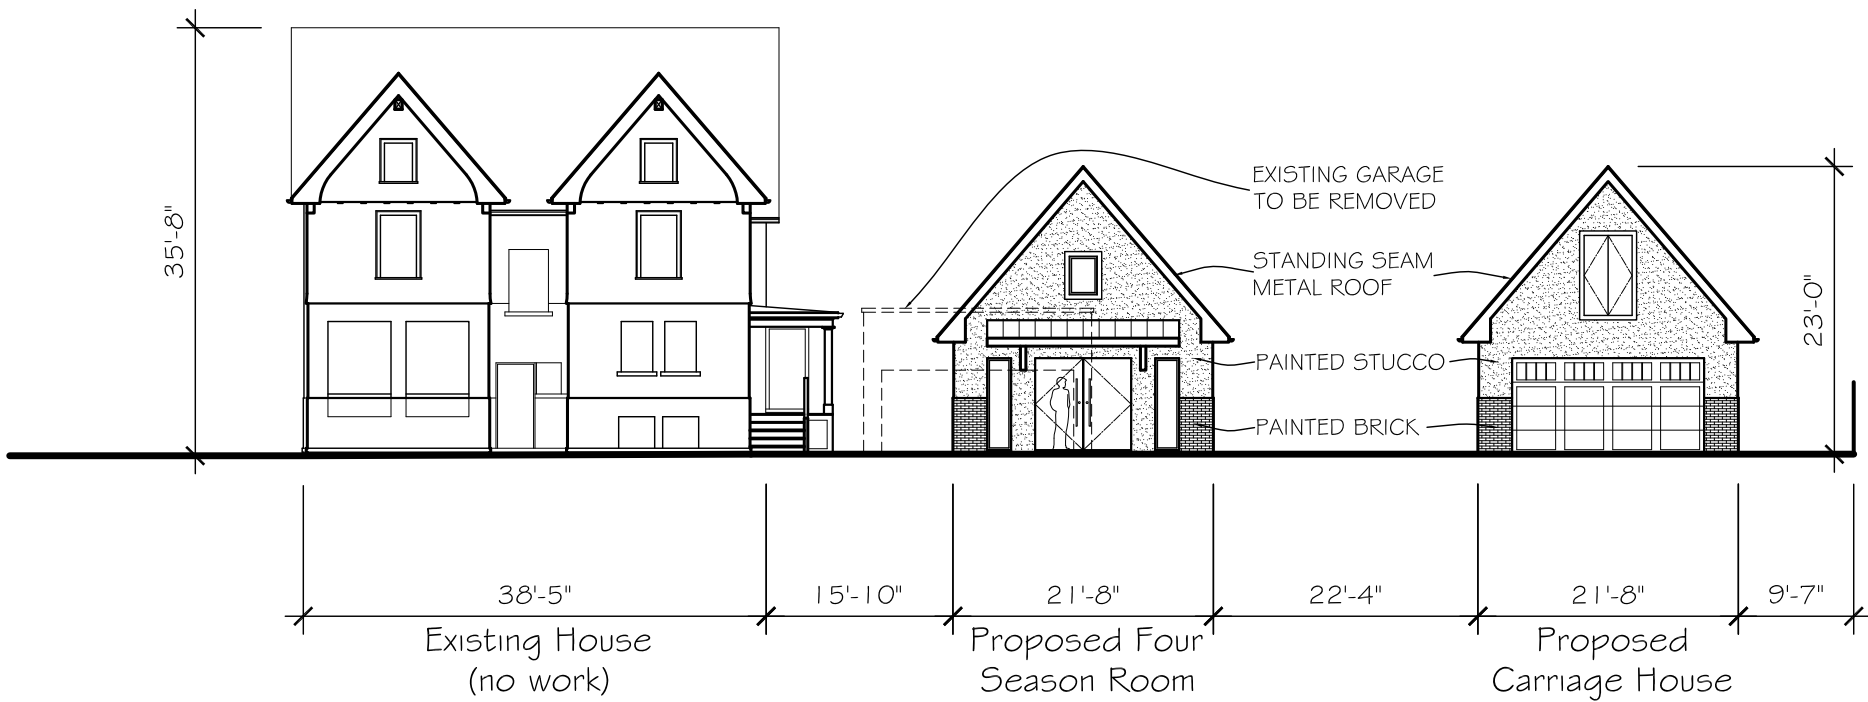 EXISTING GARAGE
TO BE REMOVED
35'-8"
STANDING SEAM
METAL ROOF
23'-0"
PAINTED STUCCO
PAINTED BRICK
38'-5"
15'-10"
21'-8"
22'-4"
21'-8"
9'-7"
Existing House
(no work)
Proposed Four
Season Room
Proposed
Carriage House